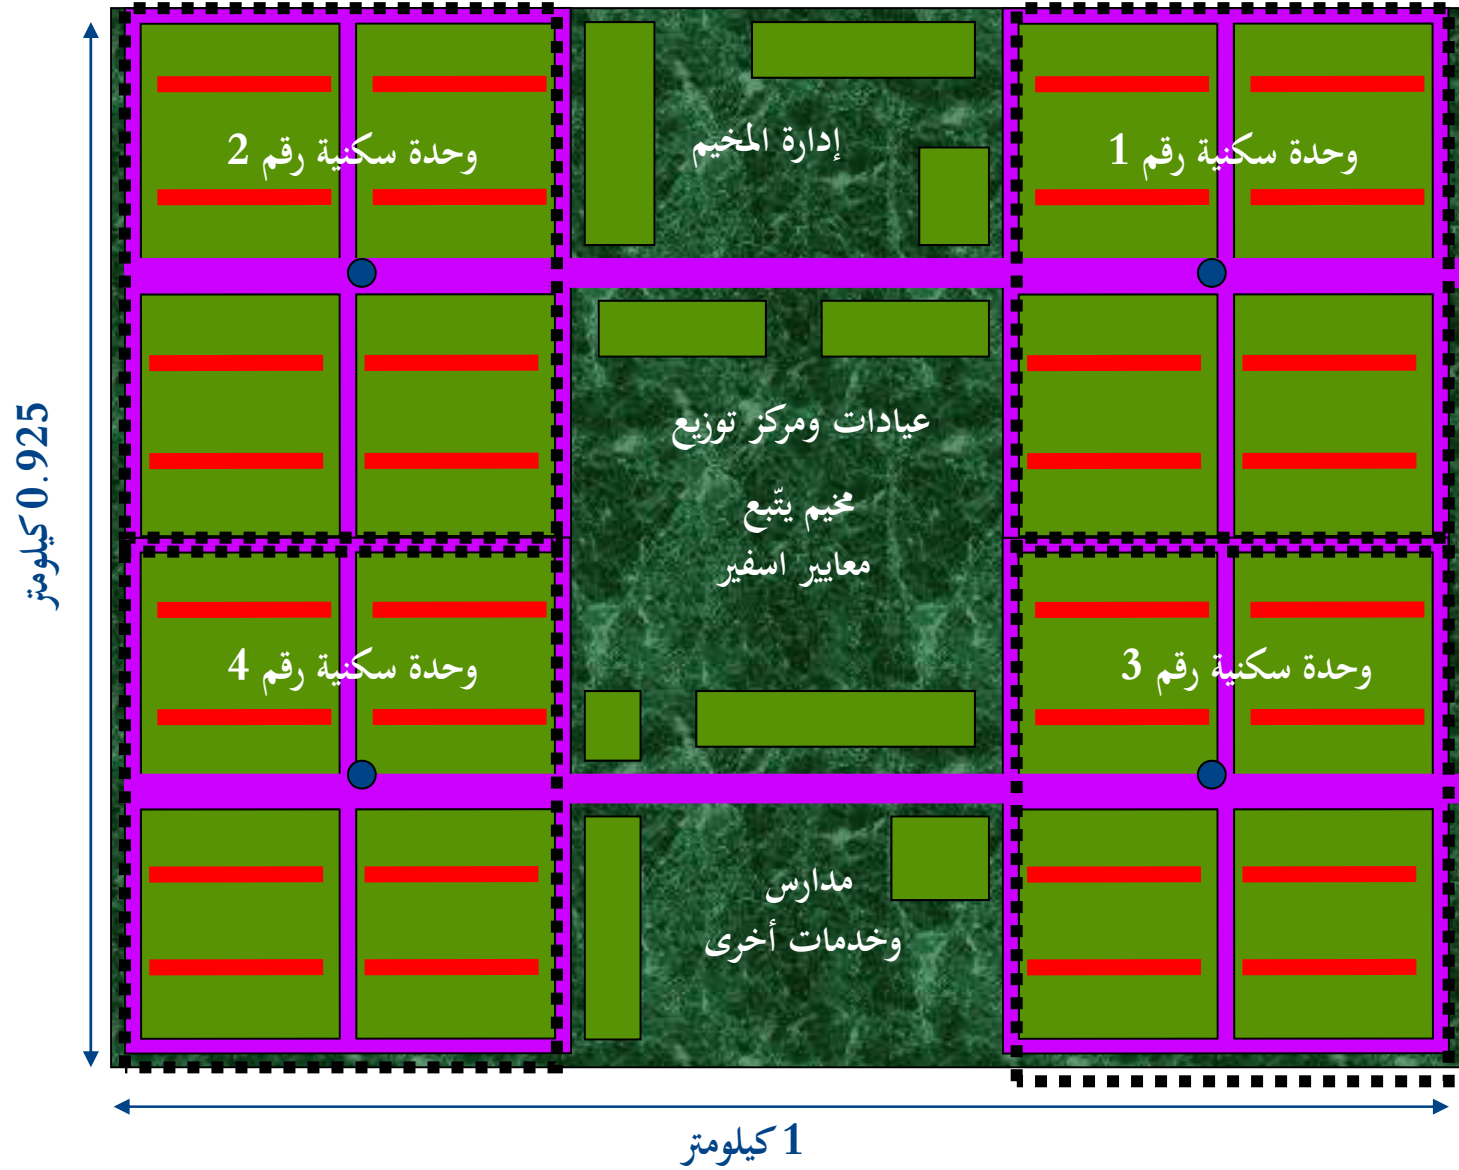 وحدة سكنية رقم 1
إدارة المخيم
وحدة سكنية رقم 2
عيادات ومركز توزيع
مخيم يتّبع
معايير اسفير
0.925 كيلومتر
وحدة سكنية رقم 3
وحدة سكنية رقم 4
مدارس
وخدمات أخرى
1 كيلومتر